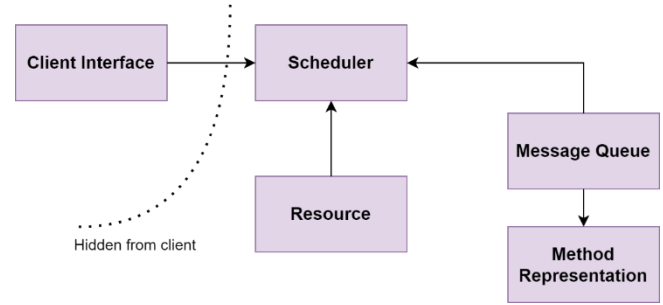 Client Interface
Scheduler
Message Queue
Resource
Hidden from client
Method
Representation